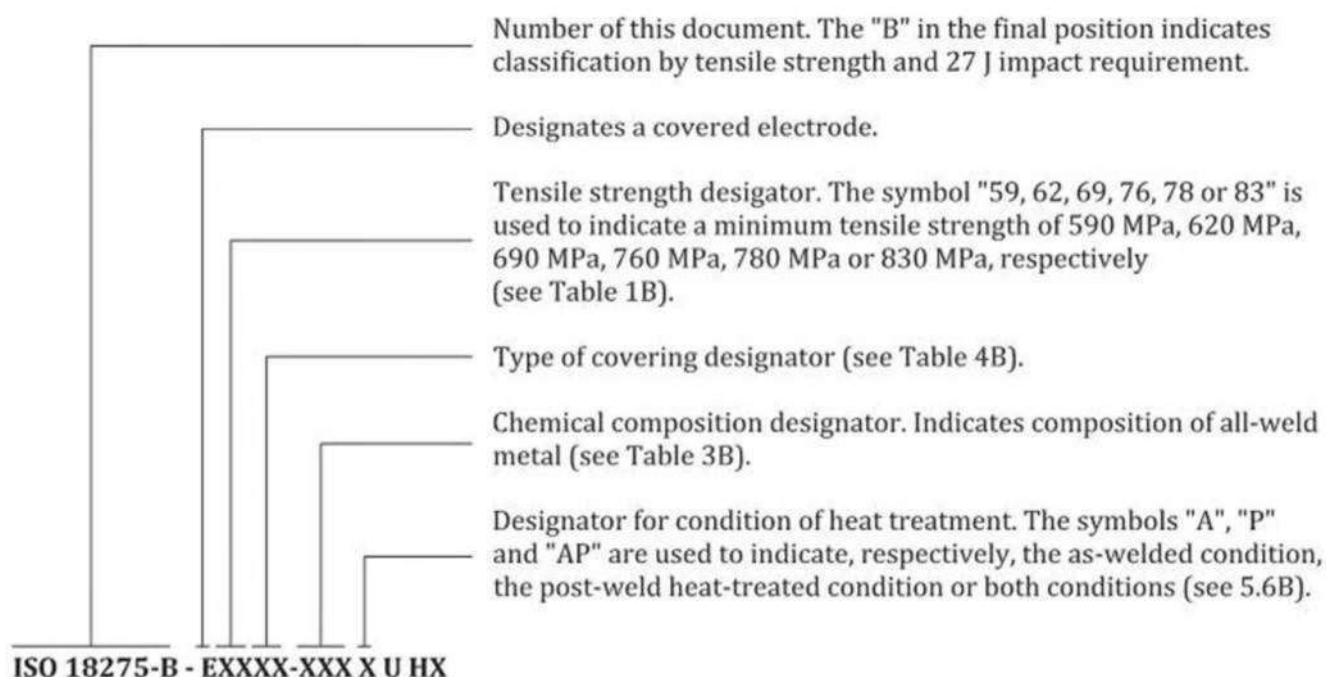 Number of this document. The "B" in the final position indicates
classification by tensile strength and 27 J impact requirement.
Designates a covered electrode.
Tensile strength desigator. The symbol "59, 62, 69, 76, 78 or 83" is
used to indicate a minimum tensile strength of 590 MPa, 620 MPa,
690 MPa, 760 MPa, 780 MPa or 830 MPa, respectively
(see Table 1B).
Type of covering designator (see Table 4B).
Chemical composition designator. Indicates composition of all-weld
metal (see Table 3B).
Designator for condition of heat treatment. The symbols "A", "P"
and "AP" are used to indicate, respectively, the as-welded condition,
the post-weld heat-treated condition or both conditions (see 5.6B).
ISO 18275-B - EXXXX-XXX X U HX